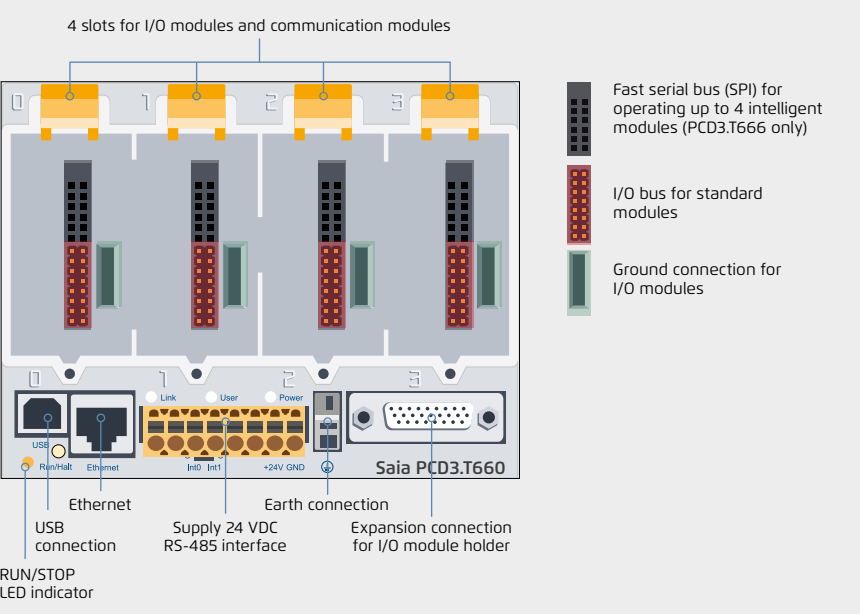 4 slots for I/O modules and communication modules
0 1 2 3
Fast serial bus (SPI) for
operating up to 4 intelligent
modules (PCD3.T666 only)
I/O bus for standard
modules
Ground connection for
I/O modules
0 1 2 3
Link User Power
USB
Run/Halt Ethernet Int0 Int1 +24V GND
Saia PCD3.T660
Ethernet
Earth connection
USB
connection
Supply 24 VDC
RS-485 interface
Expansion connection
for I/O module holder
RUN/STOP
LED indicator